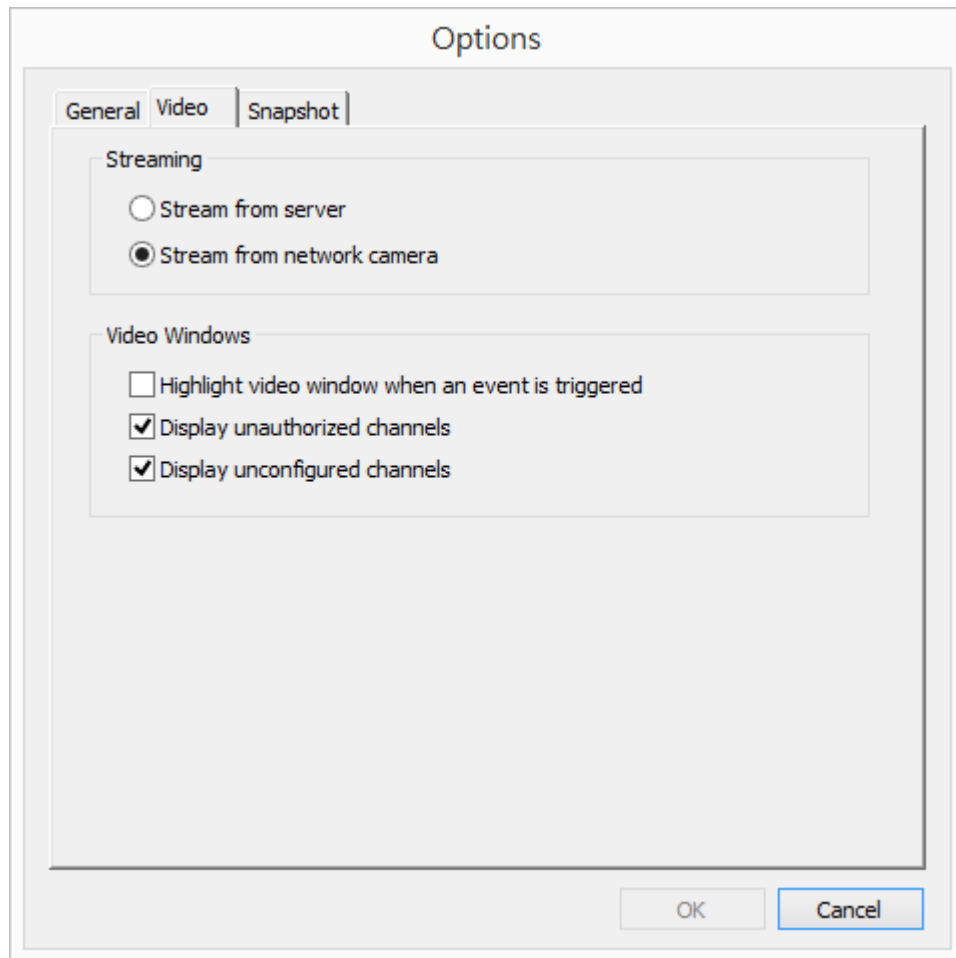 Options
General Video Snapshot
Streaming
Stream from server
Stream from network camera
Video Windows
Highlight video window when an event is triggered
Display unauthorized channels
Display unconfigured channels
OK Cancel